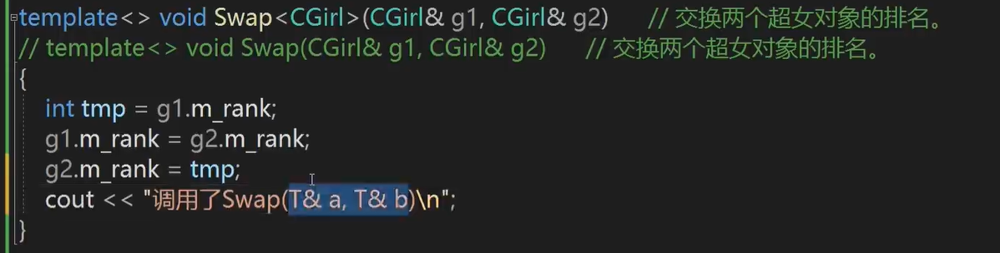 template<> void Swap<CGirl>(CGirl& g1, CGirl& g2)    // 交换两个超女对象的排名。
// template<> void Swap(CGirl& g1, CGirl& g2)    // 交换两个超女对象的排名。
{
    int tmp = g1.m_rank;
    g1.m_rank = g2.m_rank;
    g2.m_rank = tmp;
    cout << "调用了Swap(T& a, T& b)\n";
}